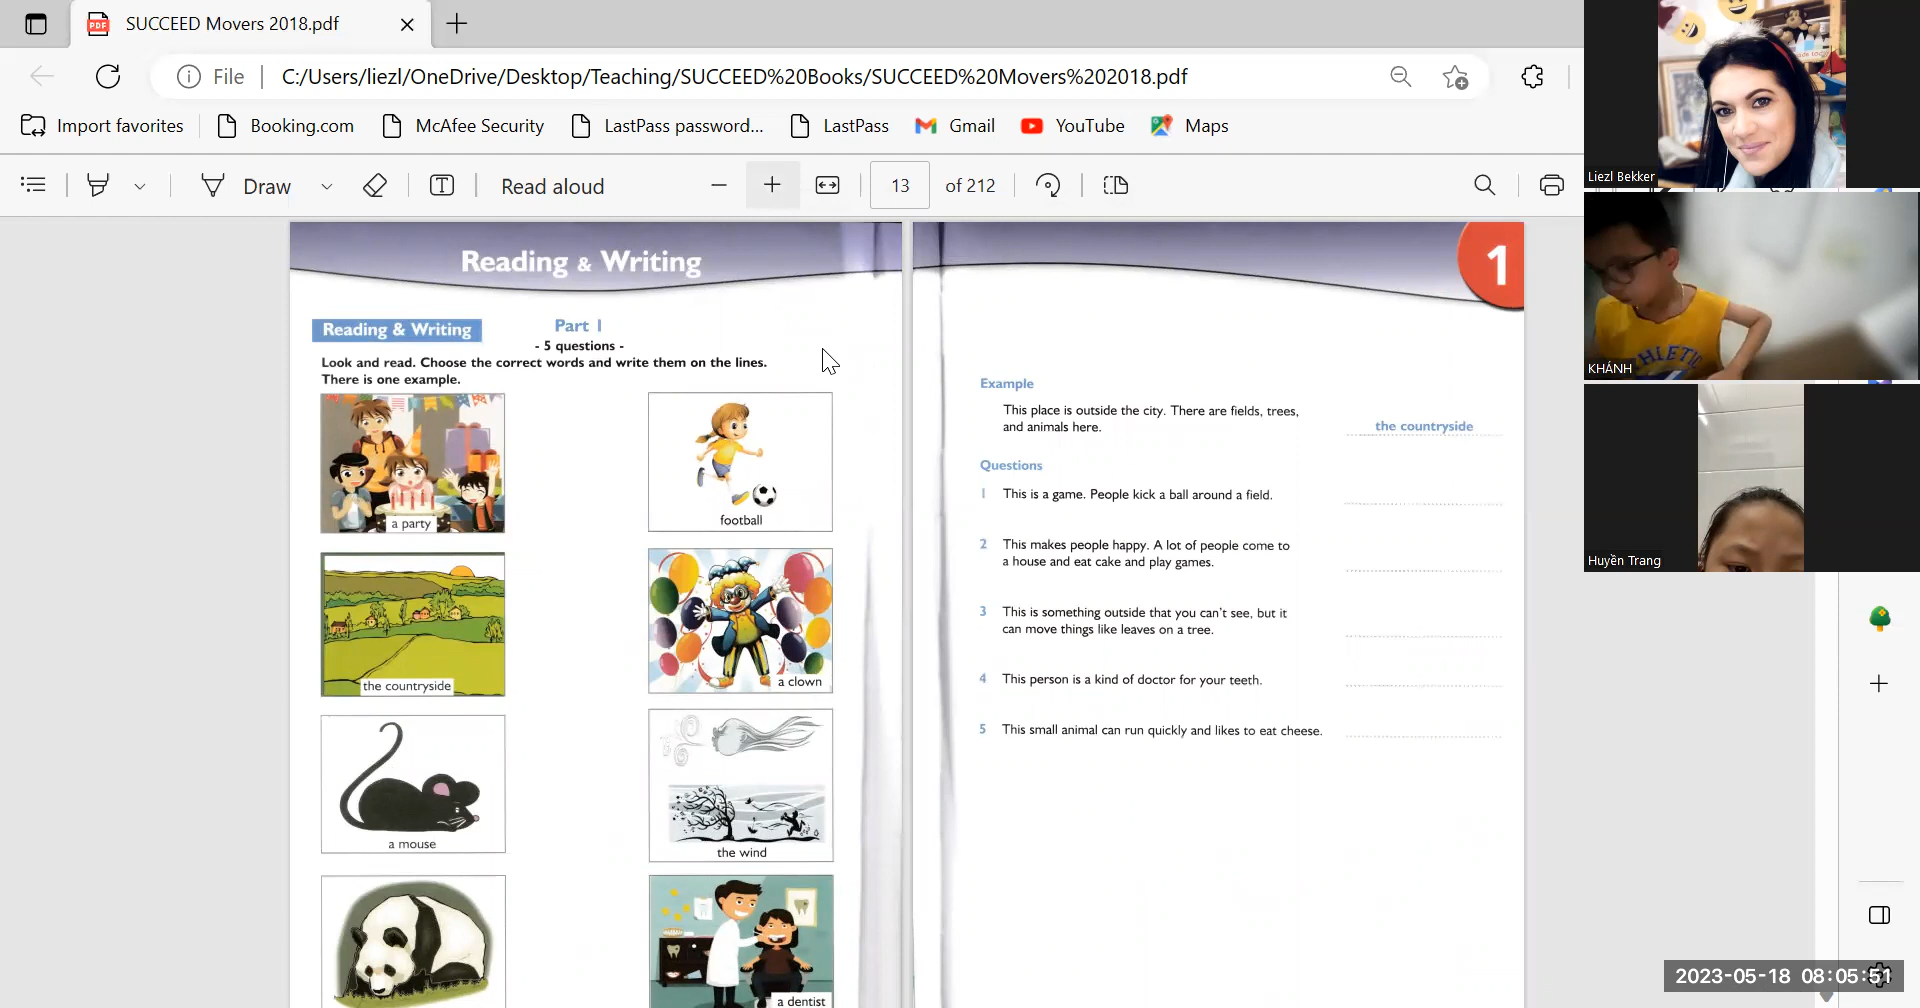 SUCCEED Movers 2018.pdf
File
C:/Users/liezl/OneDrive/Desktop/Teaching/SUCCEED%20Books/SUCCEED%20Movers%202018.pdf
Import favorites
Booking.com
McAfee Security
LastPass password...
LastPass
Gmail
YouTube
Maps
Draw
Read aloud
13
of 212
Reading & Writing
Reading & Writing
Part 1
- 5 questions -
Look and read. Choose the correct words and write them on the lines.
There is one example.
a party
football
the countryside
a clown
a mouse
the wind
a dentist
1
Example
This place is outside the city. There are fields, trees,
and animals here.
the countryside
Questions
1 This is a game. People kick a ball around a field.
2 This makes people happy. A lot of people come to
a house and eat cake and play games.
3 This is something outside that you can't see, but it
can move things like leaves on a tree.
4 This person is a kind of doctor for your teeth.
5 This small animal can run quickly and likes to eat cheese.
Liezl Bekker
KHÁNH
Huyền Trang
2023-05-18 08:05:51